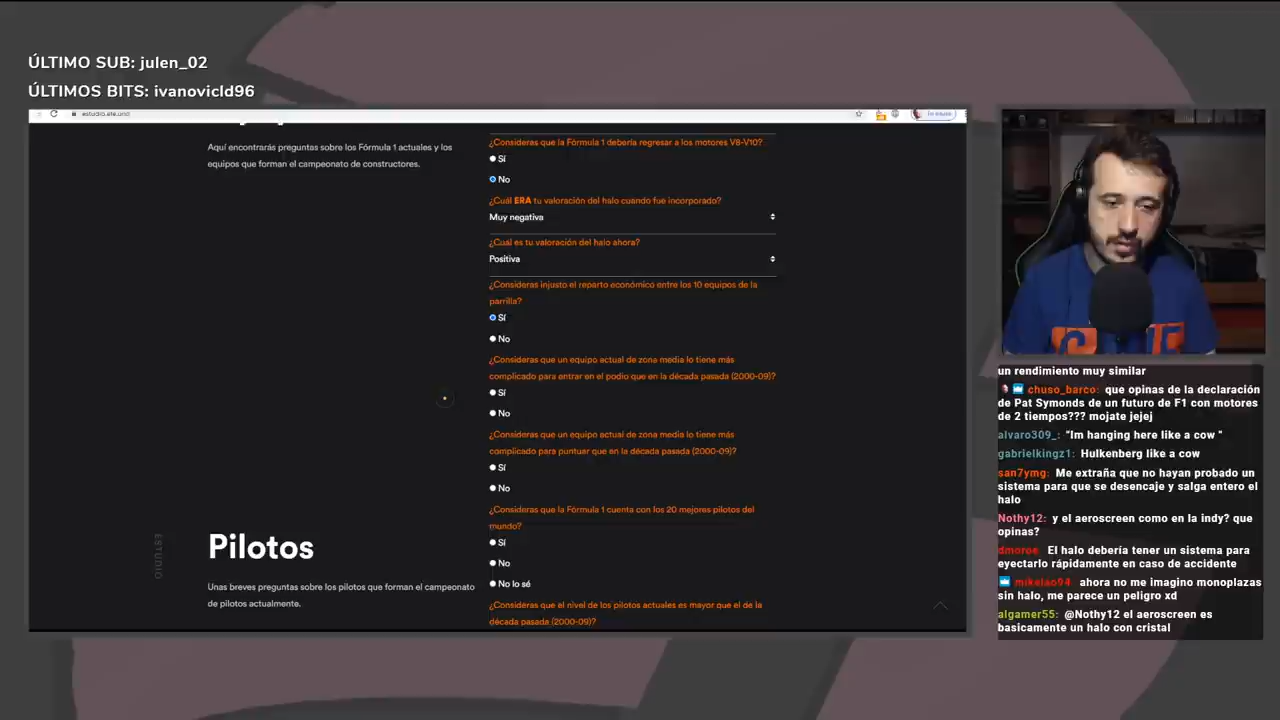 ÚLTIMO SUB: julen_02
ÚLTIMOS BITS: ivanovicld96
Aquí encontrarás preguntas sobre los Fórmula 1 actuales y los
equipos que forman el campeonato de constructores.
¿Consideras que la Fórmula 1 debería regresar a los motores V8-V10?
Sí
No
¿Cuál ERA tu valoración del halo cuando fue incorporado?
Muy negativa
¿Cuál es tu valoración del halo ahora?
Positiva
¿Consideras injusto el reparto económico entre los 10 equipos de la
parrilla?
Sí
No
¿Consideras que un equipo actual de zona media lo tiene más
complicado para entrar en el podio que en la década pasada (2000-09)?
Sí
No
¿Consideras que un equipo actual de zona media lo tiene más
complicado para puntuar que en la década pasada (2000-09)?
Sí
No
¿Consideras que la Fórmula 1 cuenta con los 20 mejores pilotos del
mundo?
Sí
No
No lo sé
¿Consideras que el nivel de los pilotos actuales es mayor que el de la
década pasada (2000-09)?
ESTUDIO
Pilotos
Unas breves preguntas sobre los pilotos que forman el campeonato
de pilotos actualmente.
un rendimiento muy similar
chuso_barco: que opinas de la declaración
de Pat Symonds de un futuro de F1 con motores
de 2 tiempos??? mojate jejej
alvaro309_: "Im hanging here like a cow "
gabrielkingz1: Hulkenberg like a cow
san7ymg: Me extraña que no hayan probado un
sistema para que se desencaje y salga entero el
halo
Nothy12: y el aeroscreen como en la indy? que
opinas?
dmoroe: El halo debería tener un sistema para
eyectarlo rápidamente en caso de accidente
mikelao94: ahora no me imagino monoplazas
sin halo, me parece un peligro xd
algamer55: @Nothy12 el aeroscreen es
basicamente un halo con cristal